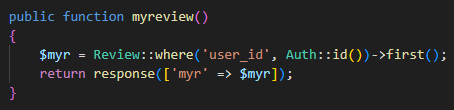 public function myreview()
{
    $myr = Review::where('user_id', Auth::id())->first();
    return response(['myr' => $myr]);
}